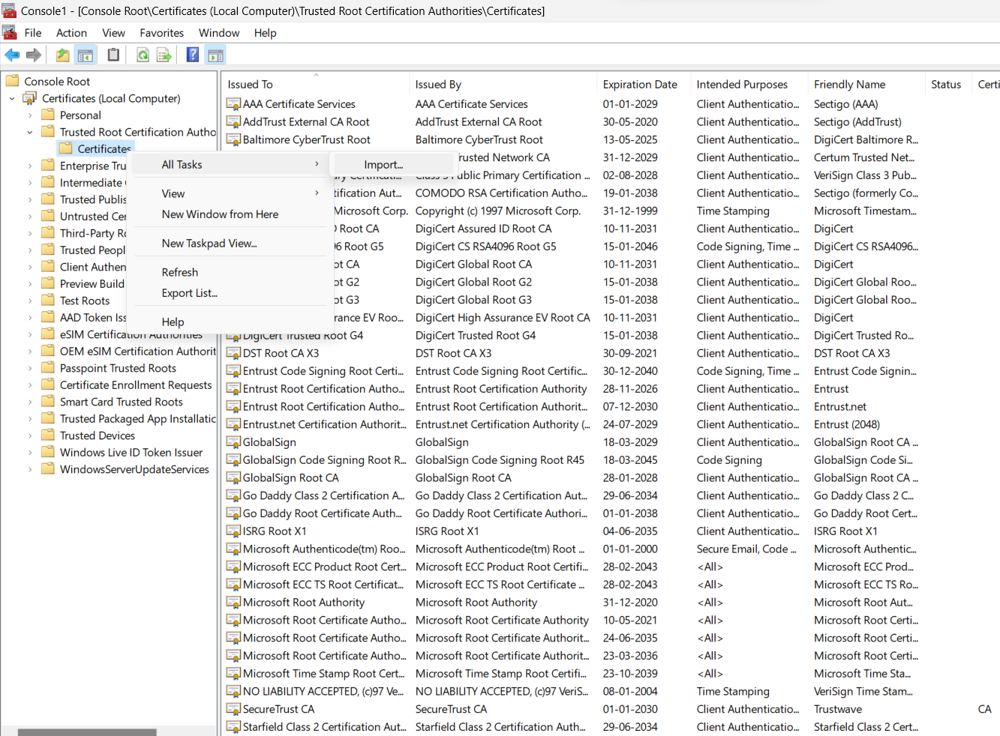 Console1 - [Console Root\Certificates (Local Computer)\Trusted Root Certification Authorities\Certificates]
File Action View Favorites Window Help
Console Root
Certificates (Local Computer)
Personal
Trusted Root Certification Autho
Certificates
Enterprise Tru
Intermediate
Trusted Publis
Untrusted Cer
Third-Party Ro
Trusted Peopl
Client Authen
Preview Build
Test Roots
AAD Token Iss
eSIM Certification Authorities
OEM eSIM Certification Authorit
Passpoint Trusted Roots
Certificate Enrollment Requests
Smart Card Trusted Roots
Trusted Packaged App Installatic
Trusted Devices
Windows Live ID Token Issuer
WindowsServerUpdateServices
All Tasks
Import...
View
New Window from Here
New Taskpad View...
Refresh
Export List...
Help
Issued To Issued By Expiration Date Intended Purposes Friendly Name Status Certi
AAA Certificate Services AAA Certificate Services 01-01-2029 Client Authenticatio... Sectigo (AAA)
AddTrust External CA Root AddTrust External CA Root 30-05-2020 Client Authenticatio... Sectigo (AddTrust)
Baltimore CyberTrust Root Baltimore CyberTrust Root 13-05-2025 Client Authenticatio... DigiCert Baltimore R...
rusted Network CA 31-12-2029 Client Authenticatio... Certum Trusted Net...
Public Primary Certification ... 02-08-2028 Client Authenticatio... VeriSign Class 3 Pub...
tification Aut... COMODO RSA Certification Autho... 19-01-2038 Client Authenticatio... Sectigo (formerly Co...
Microsoft Corp. Copyright (c) 1997 Microsoft Corp. 31-12-1999 Time Stamping Microsoft Timestam...
Root CA DigiCert Assured ID Root CA 10-11-2031 Client Authenticatio... DigiCert
96 Root G5 DigiCert CS RSA4096 Root G5 15-01-2046 Code Signing, Time ... DigiCert CS RSA4096...
ot CA DigiCert Global Root CA 10-11-2031 Client Authenticatio... DigiCert
ot G2 DigiCert Global Root G2 15-01-2038 Client Authenticatio... DigiCert Global Roo...
ot G3 DigiCert Global Root G3 15-01-2038 Client Authenticatio... DigiCert Global Roo...
rance EV Roo... DigiCert High Assurance EV Root CA 10-11-2031 Client Authenticatio... DigiCert
DigiCert Trusted Root G4 DigiCert Trusted Root G4 15-01-2038 Client Authenticatio... DigiCert Trusted Ro...
DST Root CA X3 DST Root CA X3 30-09-2021 Client Authenticatio... DST Root CA X3
Entrust Code Signing Root Certi... Entrust Code Signing Root Certific... 30-12-2040 Code Signing, Time ... Entrust Code Signin...
Entrust Root Certification Autho... Entrust Root Certification Authority 28-11-2026 Client Authenticatio... Entrust
Entrust Root Certification Autho... Entrust Root Certification Authorit... 07-12-2030 Client Authenticatio... Entrust.net
Entrust.net Certification Authorit... Entrust.net Certification Authority (... 24-07-2029 Client Authenticatio... Entrust (2048)
GlobalSign GlobalSign 18-03-2029 Client Authenticatio... GlobalSign Root CA ...
GlobalSign Code Signing Root R... GlobalSign Code Signing Root R45 18-03-2045 Code Signing GlobalSign Code Si...
GlobalSign Root CA GlobalSign Root CA 28-01-2028 Client Authenticatio... GlobalSign Root CA ...
Go Daddy Class 2 Certification A... Go Daddy Class 2 Certification Aut... 29-06-2034 Client Authenticatio... Go Daddy Class 2 C...
Go Daddy Root Certificate Auth... Go Daddy Root Certificate Authori... 01-01-2038 Client Authenticatio... Go Daddy Root Cert...
ISRG Root X1 ISRG Root X1 04-06-2035 Client Authenticatio... ISRG Root X1
Microsoft Authenticode(tm) Roo... Microsoft Authenticode(tm) Root ... 01-01-2000 Secure Email, Code ... Microsoft Authentic...
Microsoft ECC Product Root Cert... Microsoft ECC Product Root Certifi... 28-02-2043 <All> Microsoft ECC Prod...
Microsoft ECC TS Root Certificat... Microsoft ECC TS Root Certificate ... 28-02-2043 <All> Microsoft ECC TS Ro...
Microsoft Root Authority Microsoft Root Authority 31-12-2020 <All> Microsoft Root Aut...
Microsoft Root Certificate Autho... Microsoft Root Certificate Authority 10-05-2021 <All> Microsoft Root Certi...
Microsoft Root Certificate Autho... Microsoft Root Certificate Authorit... 24-06-2035 <All> Microsoft Root Certi...
Microsoft Root Certificate Autho... Microsoft Root Certificate Authorit... 23-03-2036 <All> Microsoft Root Certi...
Microsoft Time Stamp Root Cert... Microsoft Time Stamp Root Certifi... 23-10-2039 <All> Microsoft Time Sta...
NO LIABILITY ACCEPTED, (c)97 Ve... NO LIABILITY ACCEPTED, (c)97 VeriS... 08-01-2004 Time Stamping VeriSign Time Stam...
SecureTrust CA SecureTrust CA 01-01-2030 Client Authenticatio... Trustwave CA
Starfield Class 2 Certification Aut... Starfield Class 2 Certification Auth... 29-06-2034 Client Authenticatio... Starfield Class 2 Cert...